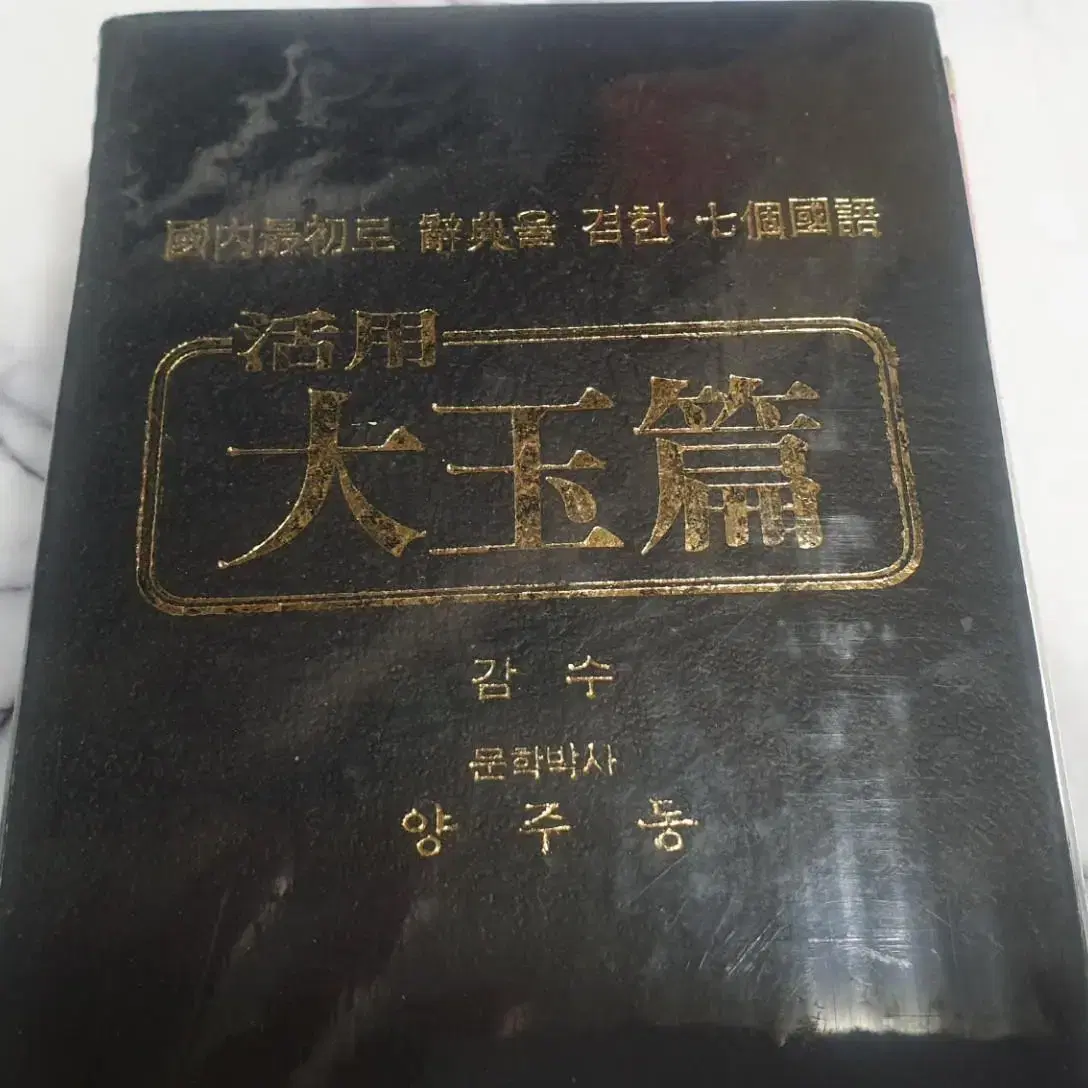 國內最初로 辭典을 겸한 七個國語
活用
大玉篇
감 수
문학박사
양 주 동